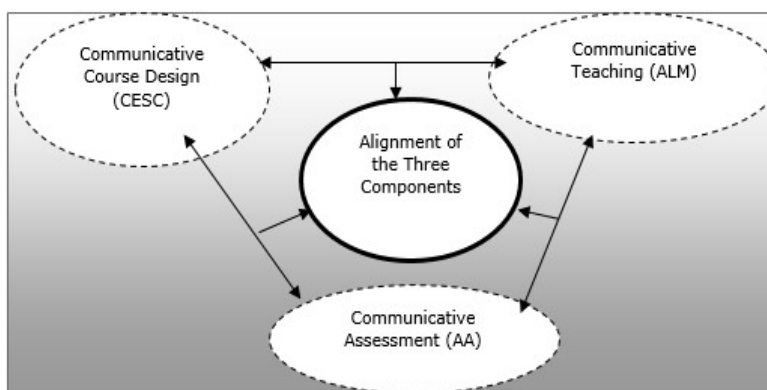 Communicative
Course Design
(CESC)
Communicative
Teaching (ALM)
Alignment of
the Three
Components
Communicative
Assessment (AA)